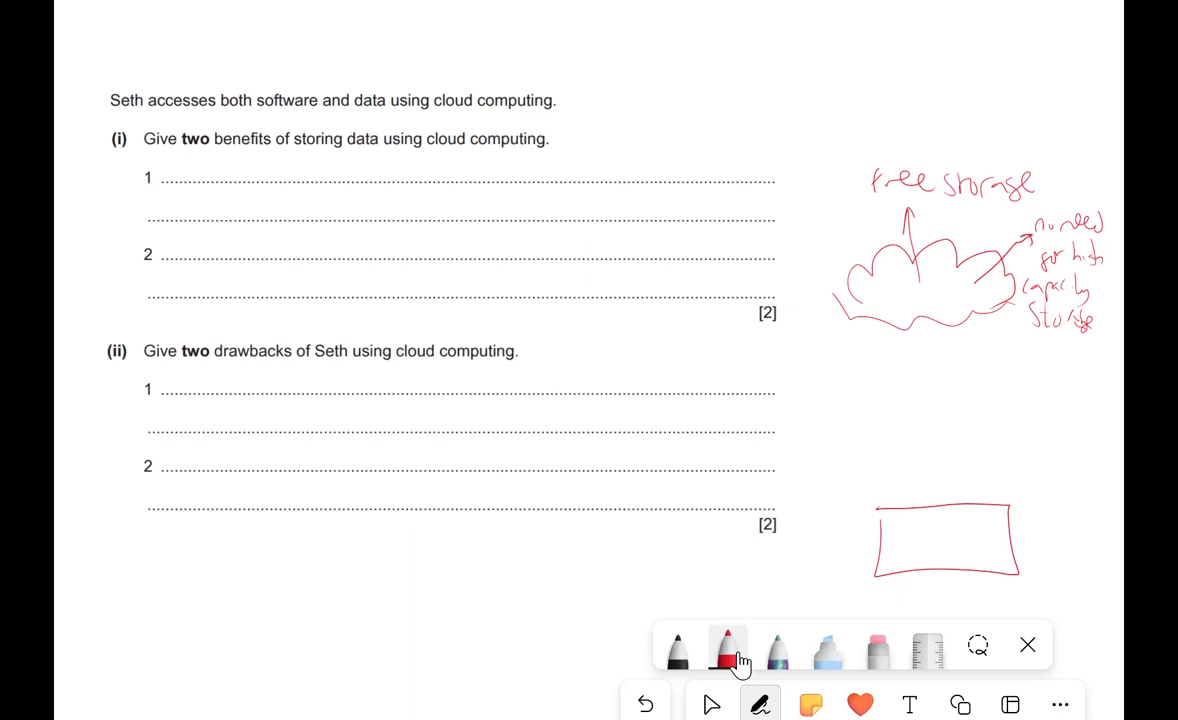 Seth accesses both software and data using cloud computing.
(i) Give two benefits of storing data using cloud computing.
1 ........................................................................
........................................................................
2 ........................................................................
........................................................................
[2]
(ii) Give two drawbacks of Seth using cloud computing.
1 ........................................................................
........................................................................
2 ........................................................................
........................................................................
[2]
free storage
no need
for high
capacity
storage
T